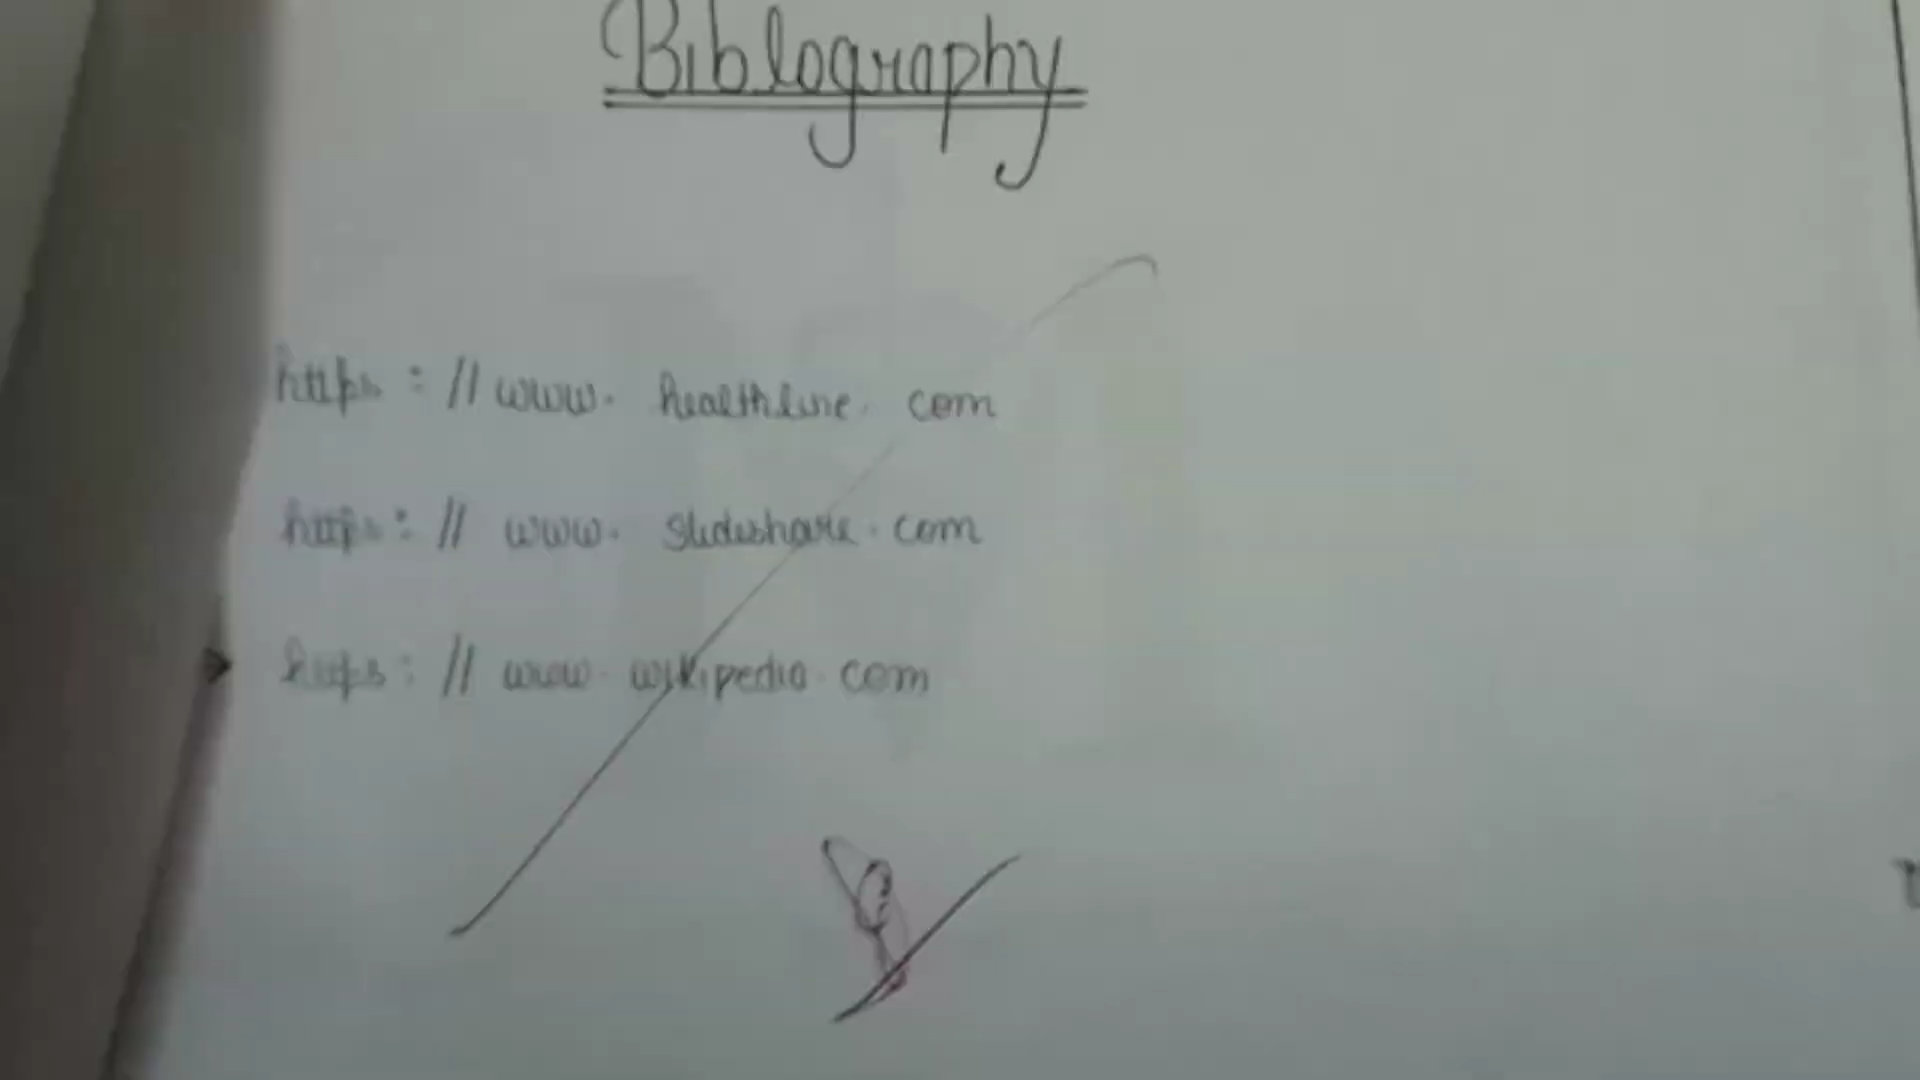 Biblography
https : // www. healthline. com
https : // www. slideshare. com
https : // www. wikipedia. com